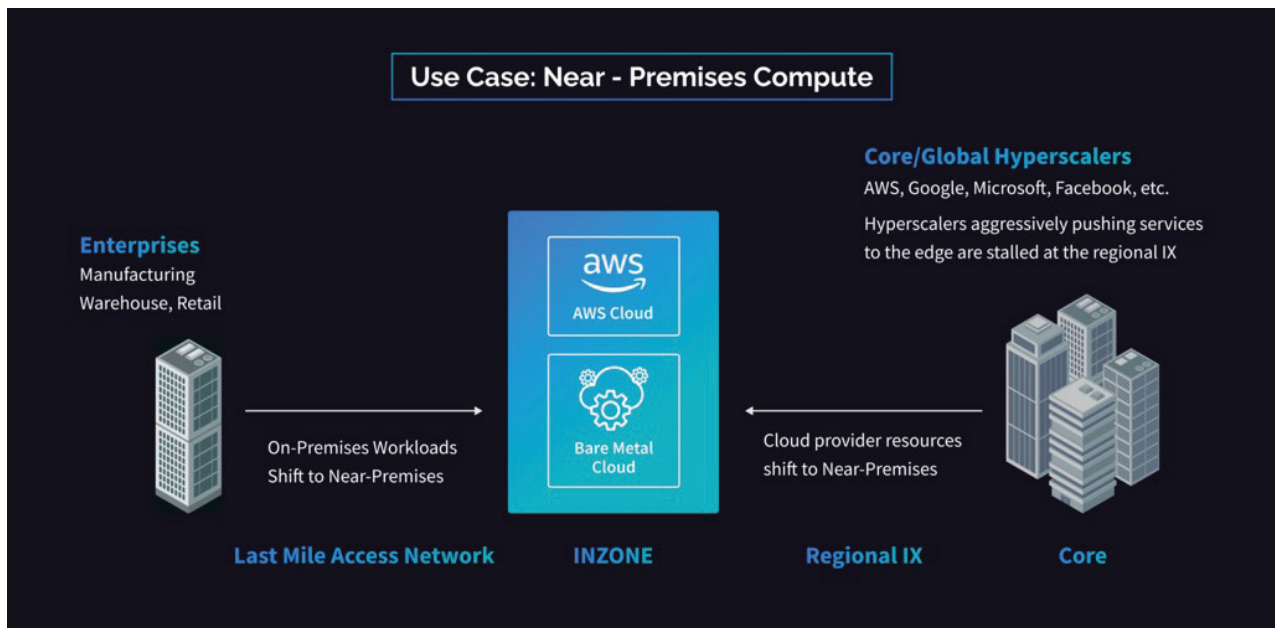 Use Case: Near - Premises Compute
Core/Global Hyperscalers
AWS, Google, Microsoft, Facebook, etc.
Hyperscalers aggressively pushing services
to the edge are stalled at the regional IX
Enterprises
Manufacturing
Warehouse, Retail
aws
AWS Cloud
Bare Metal
Cloud
On-Premises Workloads
Shift to Near-Premises
Cloud provider resources
shift to Near-Premises
Last Mile Access Network
INZONE
Regional IX
Core